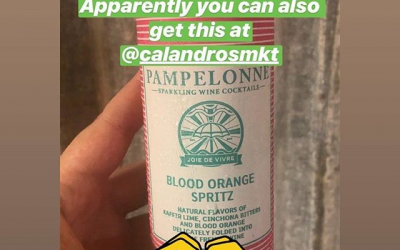 Apparently you can also
get this at
@calandrosmkt
PAMPELONNE
SPARKLING WINE COCKTAILS
JOIE DE VIVRE
BLOOD ORANGE
SPRITZ
NATURAL FLAVORS OF
KAFFIR LIME, CINCHONA BITTERS
AND BLOOD ORANGE
DELICATELY FOLDED INTO
FRE